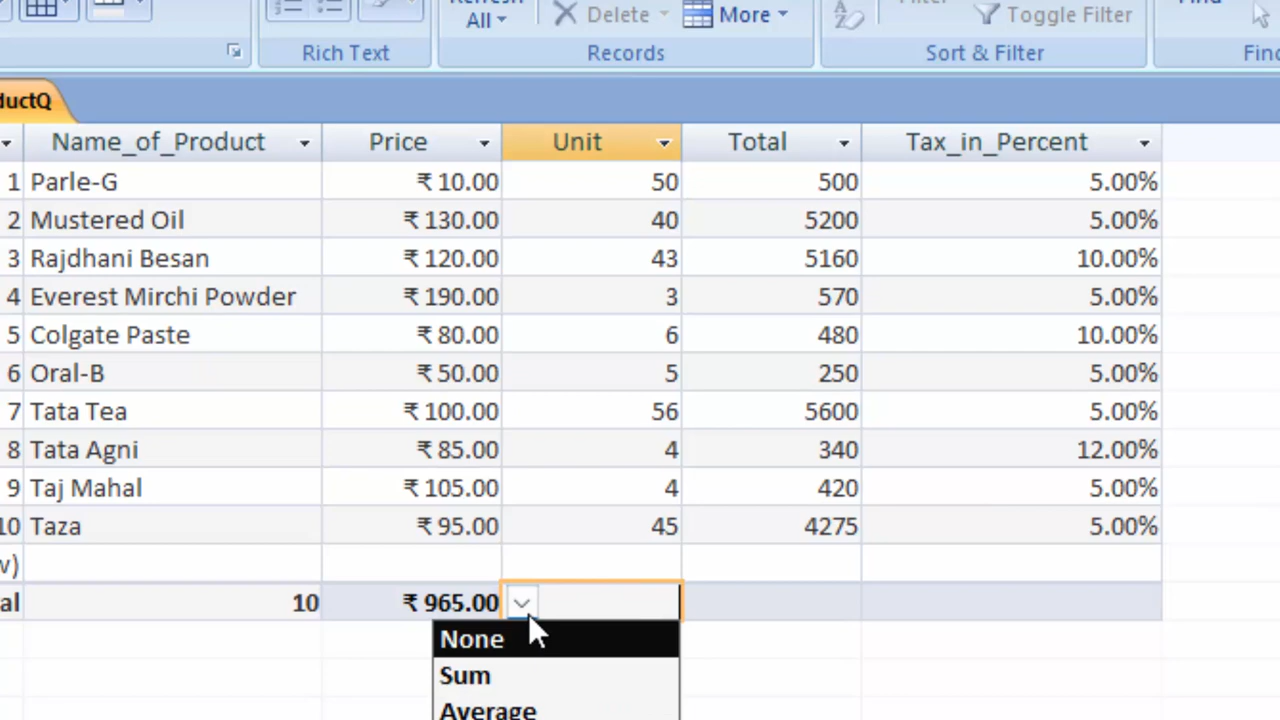 Refresh
All
Delete
More
Filter
Toggle Filter
Find
Rich Text
Records
Sort & Filter
Find
ductQ
Name_of_Product Price Unit Total Tax_in_Percent
1 Parle-G ₹ 10.00 50 500 5.00%
2 Mustered Oil ₹ 130.00 40 5200 5.00%
3 Rajdhani Besan ₹ 120.00 43 5160 10.00%
4 Everest Mirchi Powder ₹ 190.00 3 570 5.00%
5 Colgate Paste ₹ 80.00 6 480 10.00%
6 Oral-B ₹ 50.00 5 250 5.00%
7 Tata Tea ₹ 100.00 56 5600 5.00%
8 Tata Agni ₹ 85.00 4 340 12.00%
9 Taj Mahal ₹ 105.00 4 420 5.00%
10 Taza ₹ 95.00 45 4275 5.00%
w)
al 10 ₹ 965.00
None
Sum
Average